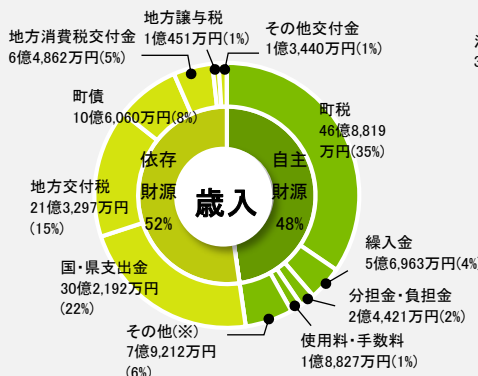 地方譲与税
1億451万円(1%)
その他交付金
1億3,440万円(1%)
地方消費税交付金
6億4,862万円(5%)
町債
10億6,060万円(8%)
町税
46億8,819
万円(35%)
依存
財源
52%
自主
財源
48%
歳入
地方交付税
21億3,297万円
(15%)
繰入金
5億6,963万円(4%)
国・県支出金
30億2,192万円
(22%)
分担金・負担金
2億4,421万円(2%)
その他(※)
7億9,212万円
(6%)
使用料・手数料
1億8,827万円(1%)